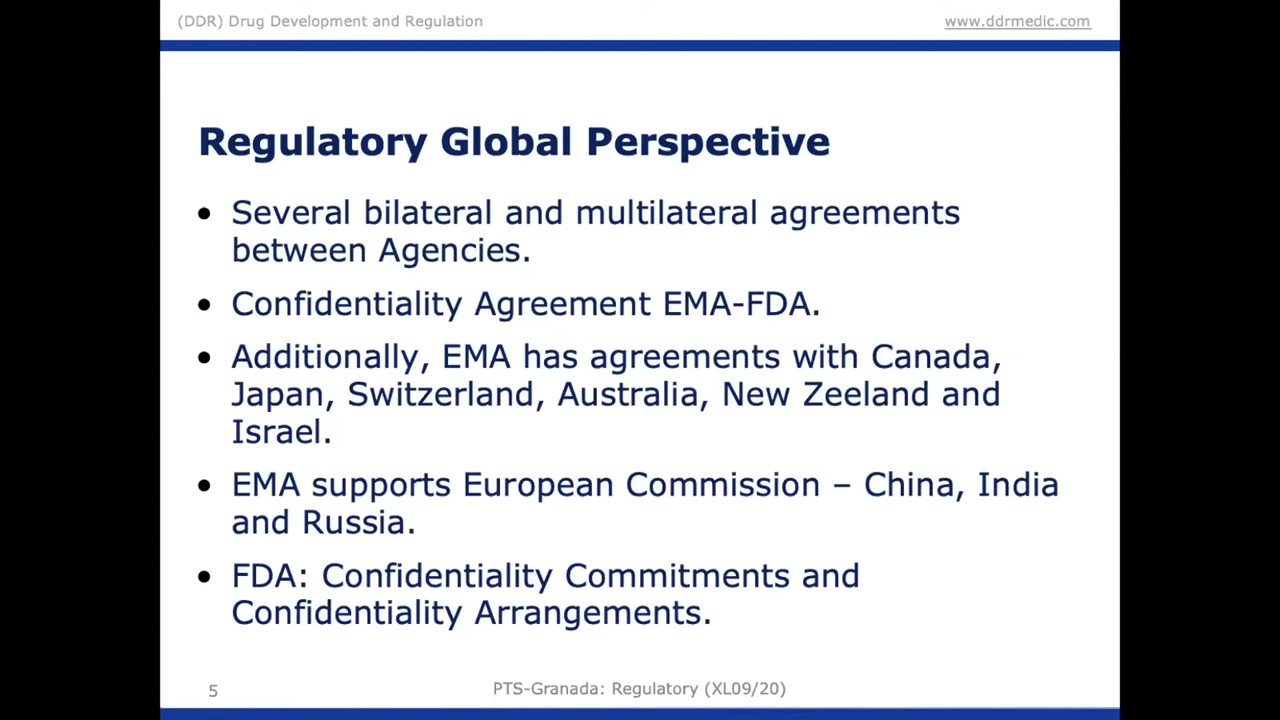 (DDR) Drug Development and Regulation www.ddrmedic.com
Regulatory Global Perspective
• Several bilateral and multilateral agreements
between Agencies.
• Confidentiality Agreement EMA-FDA.
• Additionally, EMA has agreements with Canada,
Japan, Switzerland, Australia, New Zeeland and
Israel.
• EMA supports European Commission – China, India
and Russia.
• FDA: Confidentiality Commitments and
Confidentiality Arrangements.
5 PTS-Granada: Regulatory (XL09/20)